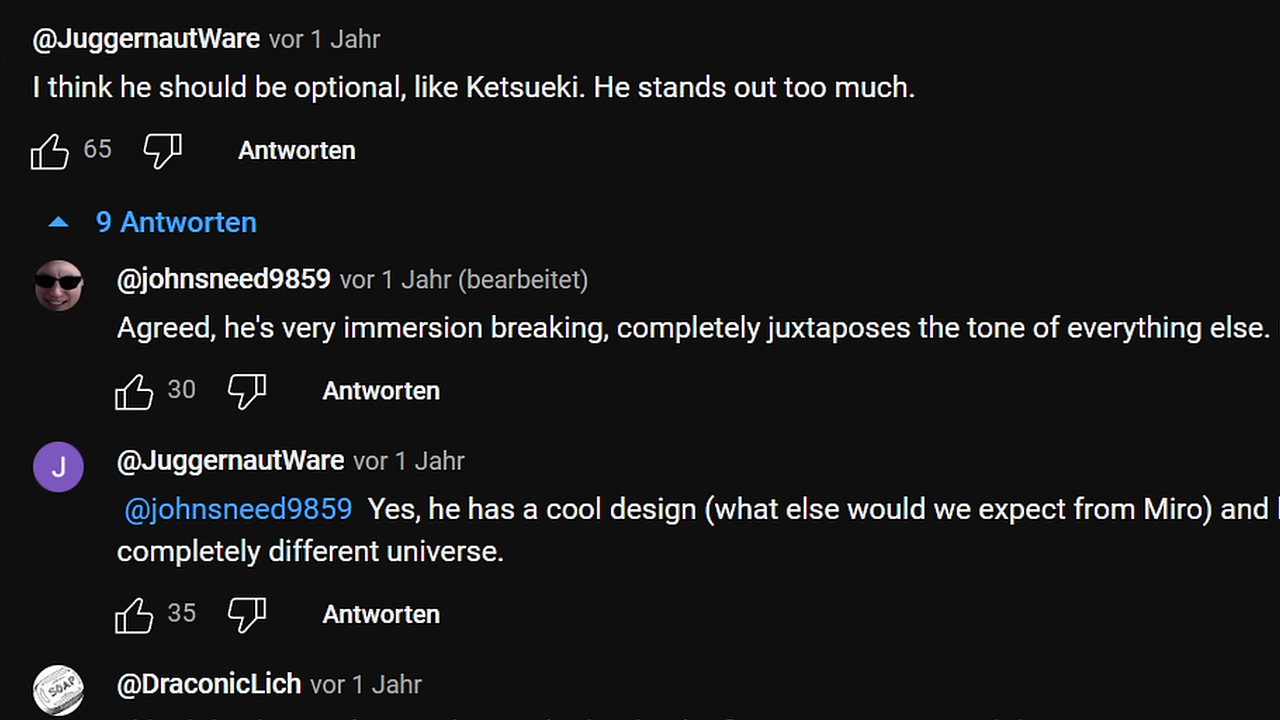 @JuggernautWare vor 1 Jahr
I think he should be optional, like Ketsueki. He stands out too much.
65 Antworten
9 Antworten
@johnsneed9859 vor 1 Jahr (bearbeitet)
Agreed, he's very immersion breaking, completely juxtaposes the tone of everything else.
30 Antworten
J @JuggernautWare vor 1 Jahr
@johnsneed9859 Yes, he has a cool design (what else would we expect from Miro) and
completely different universe.
35 Antworten
SOAP @DraconicLich vor 1 Jahr